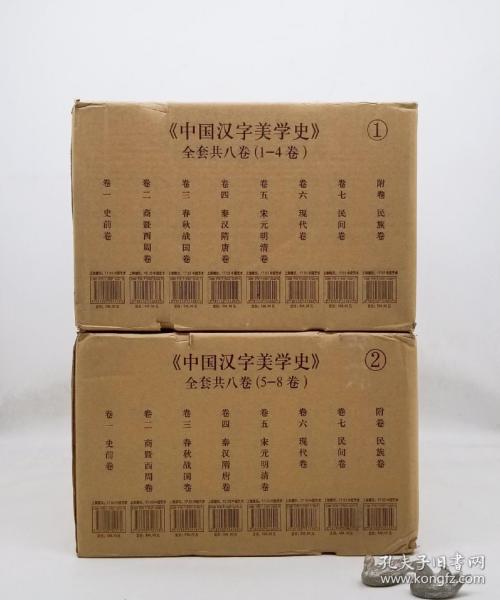 《中国汉字美学史》
①
全套共八卷(1-4卷)
卷一 史前卷
卷二 商暨西周卷
卷三 春秋战国卷
卷四 秦汉隋唐卷
卷五 宋元明清卷
卷六 现代卷
卷七 民间卷
附卷 民族卷
《中国汉字美学史》
②
全套共八卷(5-8卷)
卷一 史前卷
卷二 商暨西周卷
卷三 春秋战国卷
卷四 秦汉隋唐卷
卷五 宋元明清卷
卷六 现代卷
卷七 民间卷
附卷 民族卷
孔夫子旧书网
www.kongfz.com